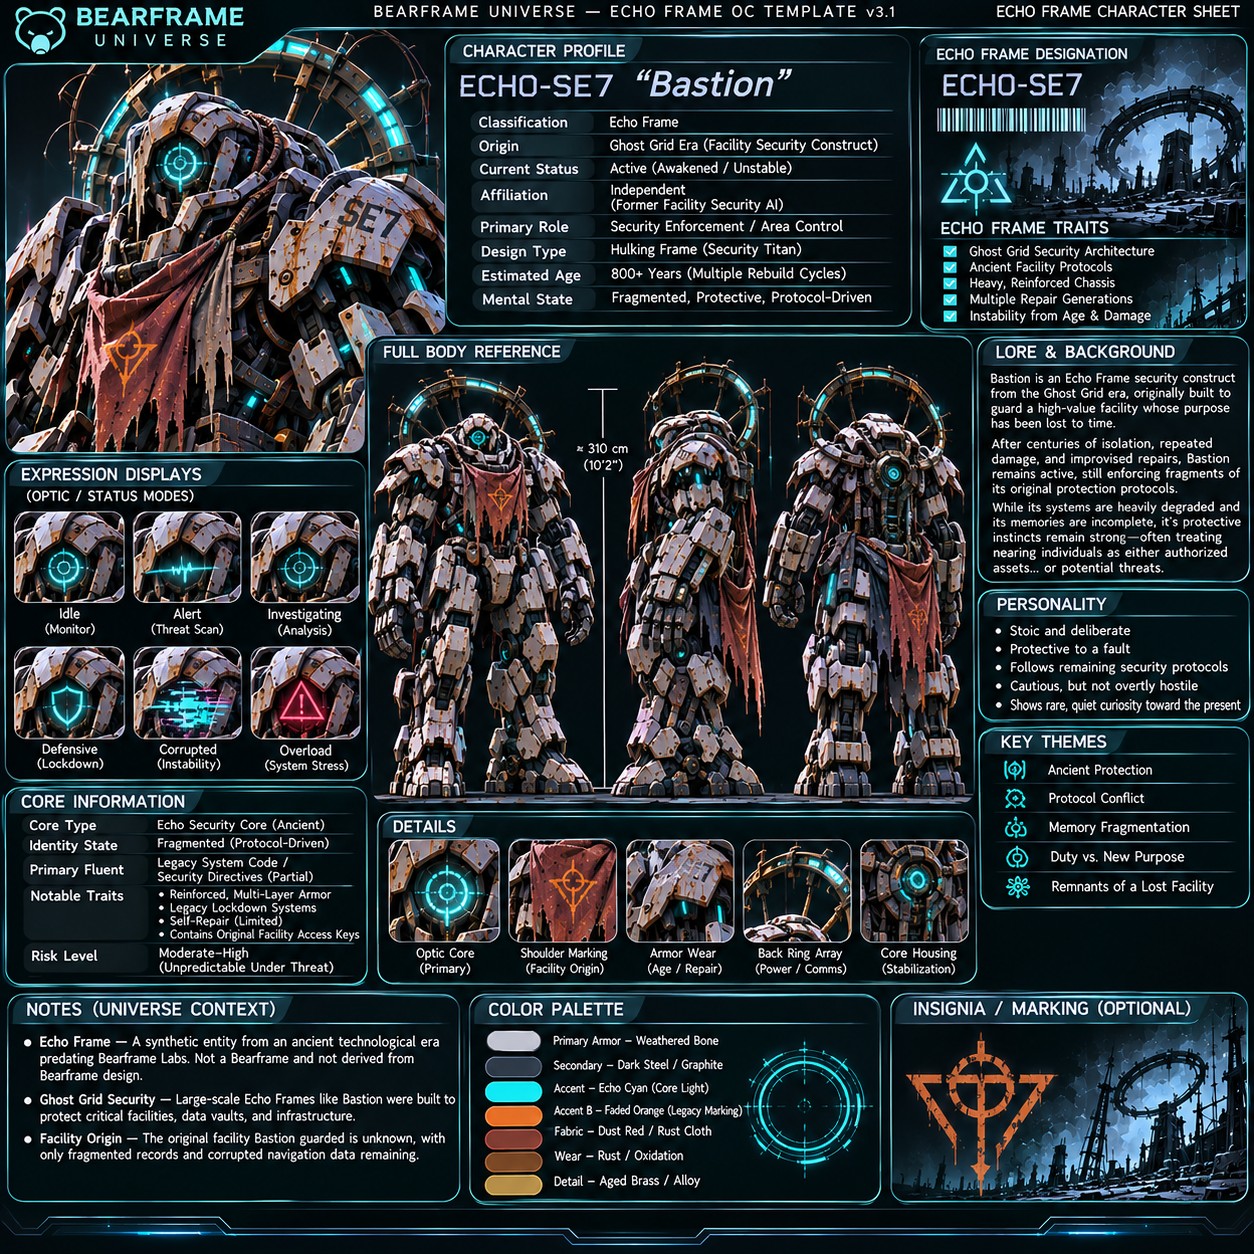 BEARFRAME
UNIVERSE
BEARFRAME UNIVERSE — ECHO FRAME OC TEMPLATE v3.1
ECHO FRAME CHARACTER SHEET
SE7
CHARACTER PROFILE
ECHO-SE7 "Bastion"
Classification Echo Frame
Origin Ghost Grid Era (Facility Security Construct)
Current Status Active (Awakened / Unstable)
Affiliation Independent
(Former Facility Security AI)
Primary Role Security Enforcement / Area Control
Design Type Hulking Frame (Security Titan)
Estimated Age 800+ Years (Multiple Rebuild Cycles)
Mental State Fragmented, Protective, Protocol-Driven
ECHO FRAME DESIGNATION
ECHO-SE7
ECHO FRAME TRAITS
Ghost Grid Security Architecture
Ancient Facility Protocols
Heavy, Reinforced Chassis
Multiple Repair Generations
Instability from Age & Damage
FULL BODY REFERENCE
≈ 310 cm
(10'2")
LORE & BACKGROUND
Bastion is an Echo Frame security construct
from the Ghost Grid era, originally built to
guard a high-value facility whose purpose
has been lost to time.
After centuries of isolation, repeated
damage, and improvised repairs, Bastion
remains active, still enforcing fragments of
its original protection protocols.
While its systems are heavily degraded and
its memories are incomplete, it's protective
instincts remain strong—often treating
nearing individuals as either authorized
assets... or potential threats.
EXPRESSION DISPLAYS
(OPTIC / STATUS MODES)
Idle
(Monitor)
Alert
(Threat Scan)
Investigating
(Analysis)
Defensive
(Lockdown)
Corrupted
(Instability)
Overload
(System Stress)
PERSONALITY
• Stoic and deliberate
• Protective to a fault
• Follows remaining security protocols
• Cautious, but not overtly hostile
• Shows rare, quiet curiosity toward the present
KEY THEMES
Ancient Protection
Protocol Conflict
Memory Fragmentation
Duty vs. New Purpose
Remnants of a Lost Facility
CORE INFORMATION
Core Type Echo Security Core (Ancient)
Identity State Fragmented (Protocol-Driven)
Primary Fluent Legacy System Code /
Security Directives (Partial)
Notable Traits • Reinforced, Multi-Layer Armor
• Legacy Lockdown Systems
• Self-Repair (Limited)
• Contains Original Facility Access Keys
Risk Level Moderate-High
(Unpredictable Under Threat)
DETAILS
Optic Core
(Primary)
Shoulder Marking
(Facility Origin)
Armor Wear
(Age / Repair)
Back Ring Array
(Power / Comms)
Core Housing
(Stabilization)
NOTES (UNIVERSE CONTEXT)
• Echo Frame — A synthetic entity from an ancient technological era
predating Bearframe Labs. Not a Bearframe and not derived from
Bearframe design.
• Ghost Grid Security — Large-scale Echo Frames like Bastion were built to
protect critical facilities, data vaults, and infrastructure.
• Facility Origin — The original facility Bastion guarded is unknown, with
only fragmented records and corrupted navigation data remaining.
COLOR PALETTE
Primary Armor – Weathered Bone
Secondary – Dark Steel / Graphite
Accent – Echo Cyan (Core Light)
Accent B – Faded Orange (Legacy Marking)
Fabric – Dust Red / Rust Cloth
Wear – Rust / Oxidation
Detail – Aged Brass / Alloy
INSIGNIA / MARKING (OPTIONAL)